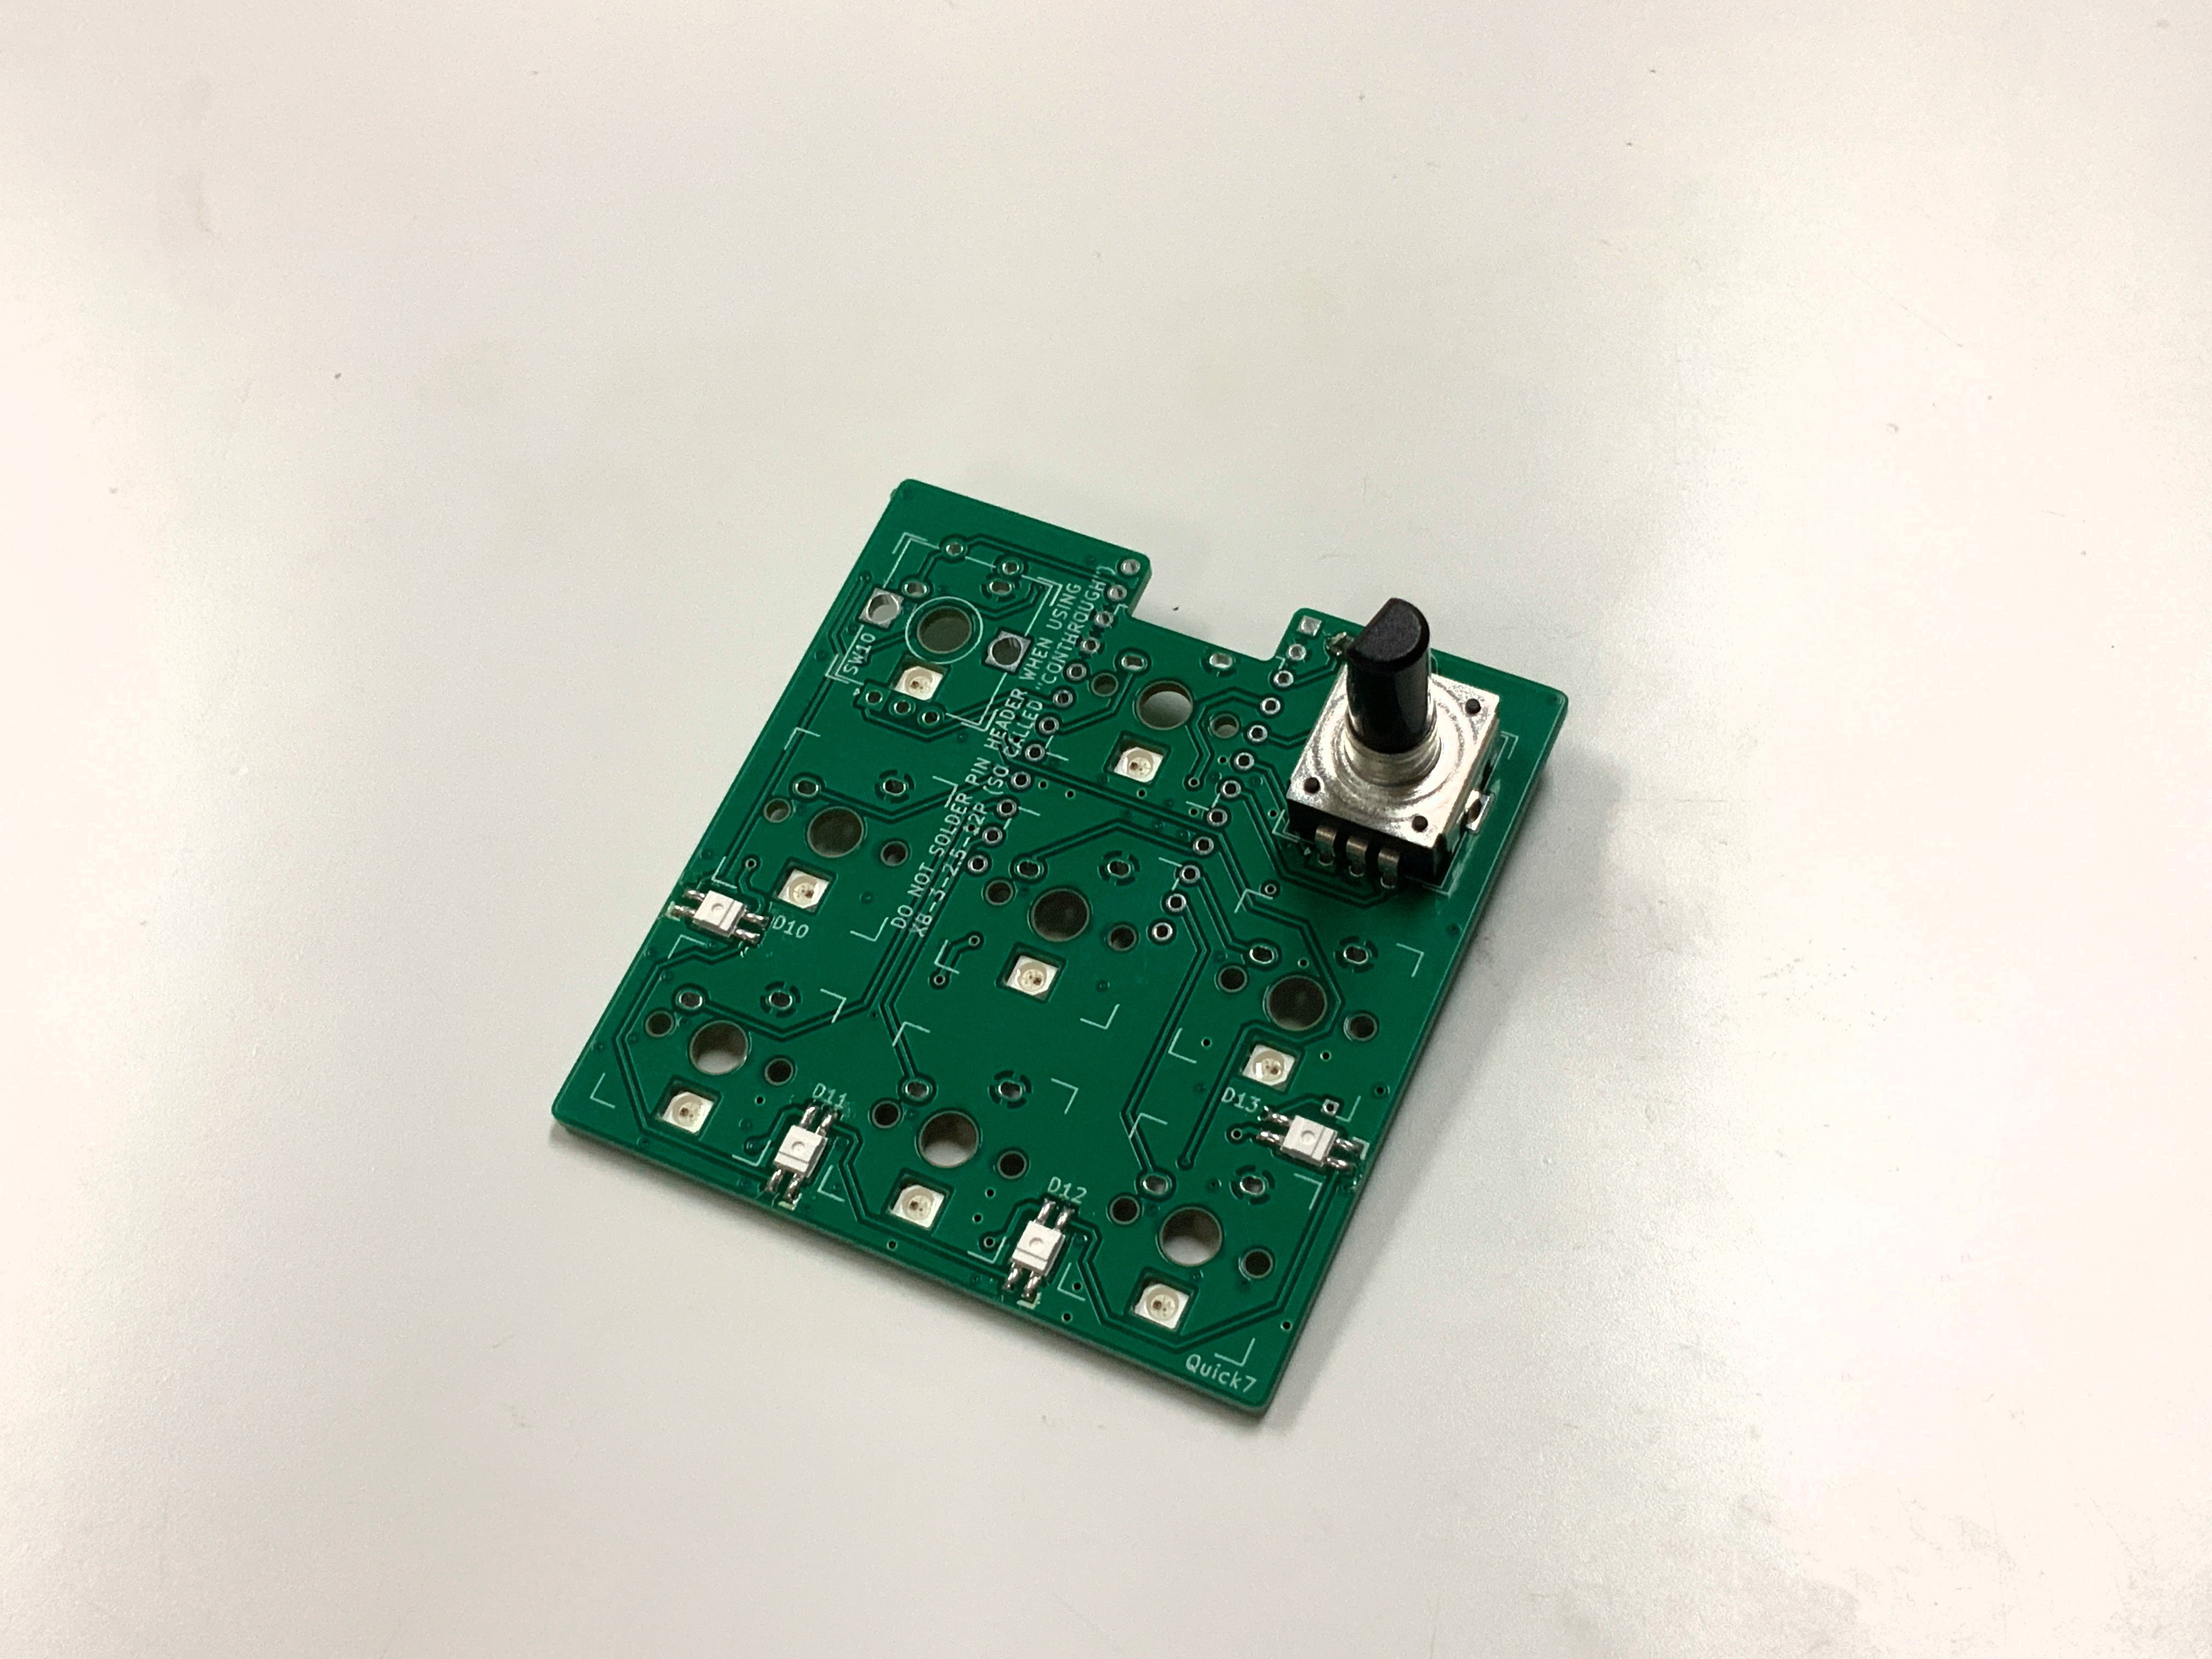 SW10
DO NOT SOLDER PIN HEADER WHEN USING
XB-3-2.5-12P (SO CALLED "CONTHROUGH")
D10
D11
D13
D12
Quick7